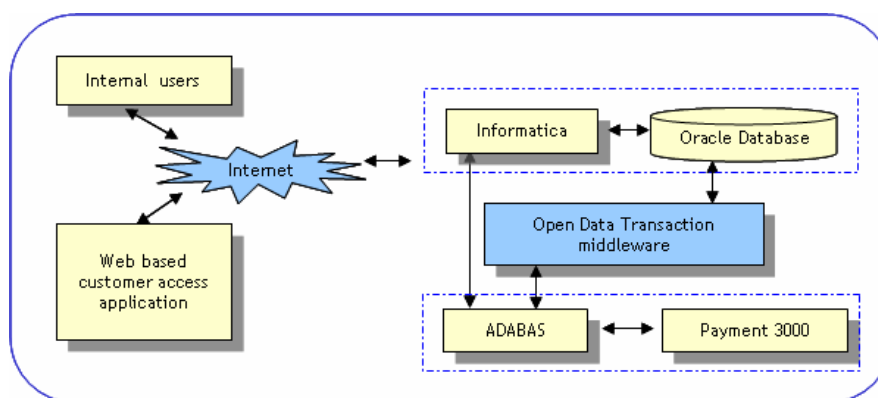 Internal users
Informatica
Oracle Database
Internet
Open Data Transaction
middleware
Web based
customer access
application
ADABAS
Payment 3000